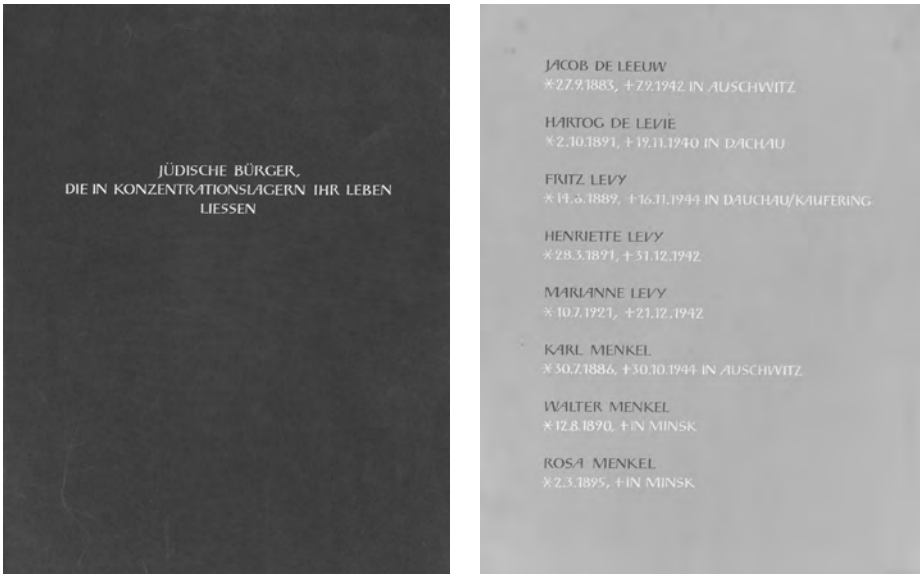 JÜDISCHE BÜRGER,
DIE IN KONZENTRATIONSLAGERN IHR LEBEN
LIESSEN
JACOB DE LEEUW
*27.9.1883, +7.9.1942 IN AUSCHWITZ
HARTOG DE LEVIE
*2.10.1891, +19.11.1940 IN DACHAU
FRITZ LEVY
+16.11.1944 IN DAUCHAU/KAUFERING
HENRIETTE LEVY
*28.3.1891, +31.12.1942
MARIANNE LEVY
*10.7.1921, +21.12.1942
KARL MENKEL
*30.7.1886, +30.10.1944 IN AUSCHWITZ
WALTER MENKEL
*12.8.1890, +IN MINSK
ROSA MENKEL
*2.3.1895, +IN MINSK